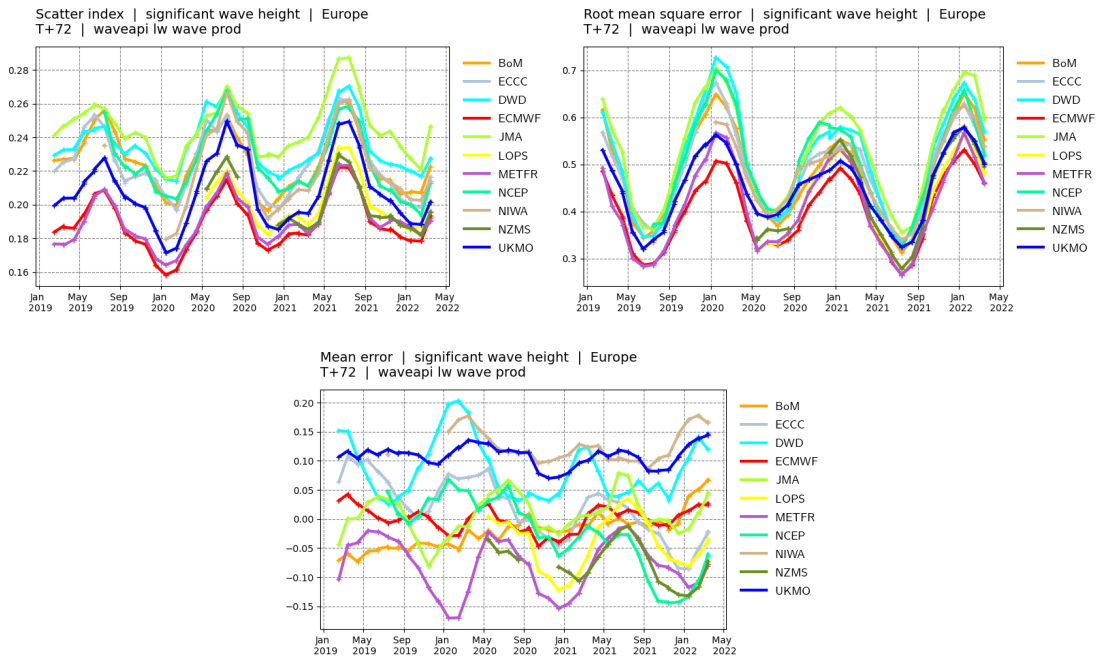 Scatter index | significant wave height | Europe
T+72 | waveapi lw wave prod
0.28
0.26
0.24
0.22
0.20
0.18
0.16
Jan 2019
May 2019
Sep 2019
Jan 2020
May 2020
Sep 2020
Jan 2021
May 2021
Sep 2021
Jan 2022
May 2022
BoM
ECCC
DWD
ECMWF
JMA
LOPS
METFR
NCEP
NIWA
NZMS
UKMO
Root mean square error | significant wave height | Europe
T+72 | waveapi lw wave prod
0.7
0.6
0.5
0.4
0.3
Jan 2019
May 2019
Sep 2019
Jan 2020
May 2020
Sep 2020
Jan 2021
May 2021
Sep 2021
Jan 2022
May 2022
BoM
ECCC
DWD
ECMWF
JMA
LOPS
METFR
NCEP
NIWA
NZMS
UKMO
Mean error | significant wave height | Europe
T+72 | waveapi lw wave prod
0.20
0.15
0.10
0.05
0.00
−0.05
−0.10
−0.15
Jan 2019
May 2019
Sep 2019
Jan 2020
May 2020
Sep 2020
Jan 2021
May 2021
Sep 2021
Jan 2022
May 2022
BoM
ECCC
DWD
ECMWF
JMA
LOPS
METFR
NCEP
NIWA
NZMS
UKMO